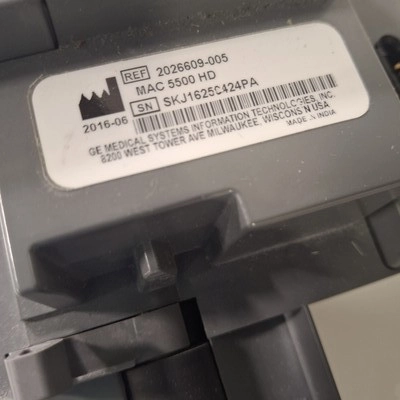 REF 2026609-005
MAC 5500 HD
SN SKJ16250424PA
2016-06
GE MEDICAL SYSTEMS INFORMATION TECHNOLOGIES, INC.
8200 WEST TOWER AVE MILWAUKEE, WISCONSIN USA
MADE IN INDIA